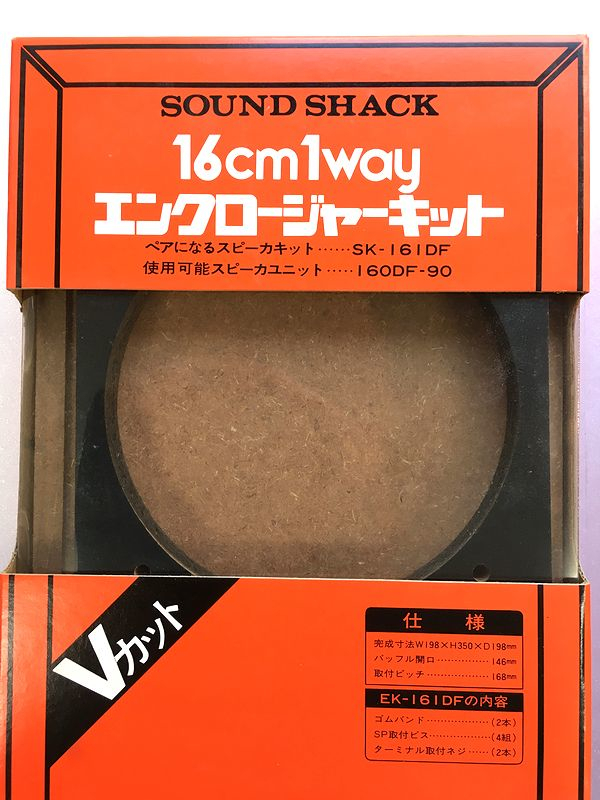 SOUND SHACK
16cm1way
エンクロージャーキット
ペアになるスピーカキット……SK-161DF
使用可能スピーカユニット……160DF-90
Vカット
仕 様
完成寸法W198×H350×D198mm
バッフル開口………………146mm
取付ピッチ…………………168mm
EK-161DFの内容
ゴムバンド…………………(2本)
SP取付ビス…………………(4組)
ターミナル取付ネジ……(2本)